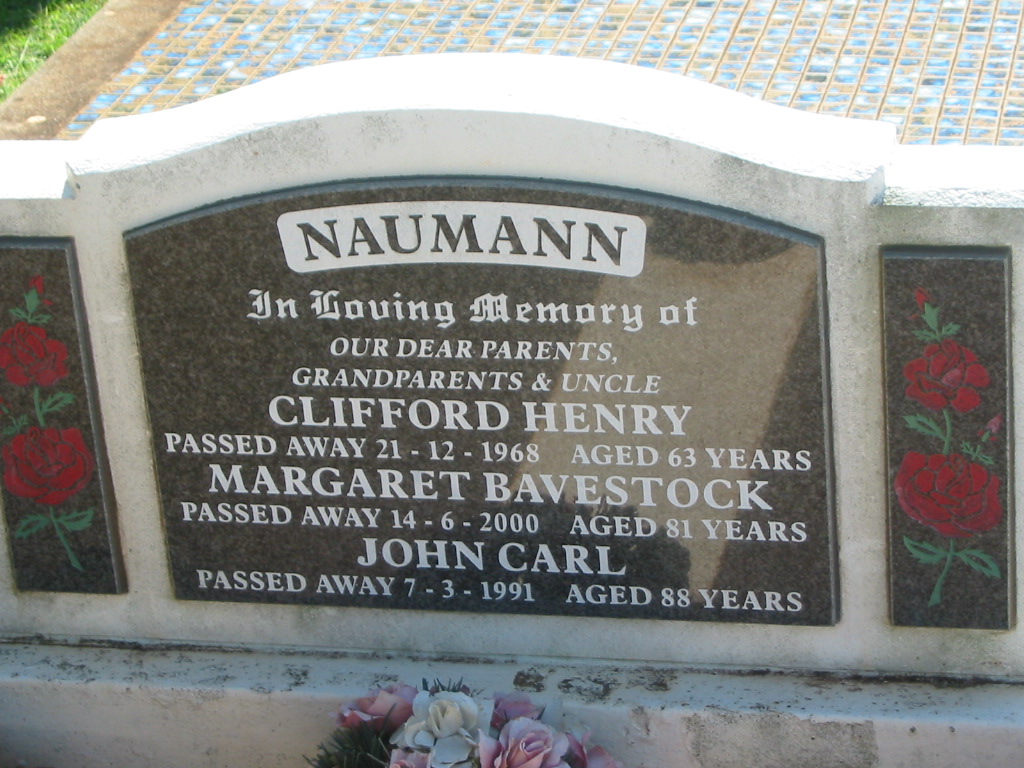 NAUMANN
In Loving Memory of
OUR DEAR PARENTS,
GRANDPARENTS & UNCLE
CLIFFORD HENRY
PASSED AWAY 21 - 12 - 1968 AGED 63 YEARS
MARGARET BAVESTOCK
PASSED AWAY 14 - 6 - 2000 AGED 81 YEARS
JOHN CARL
PASSED AWAY 7 - 3 - 1991 AGED 88 YEARS